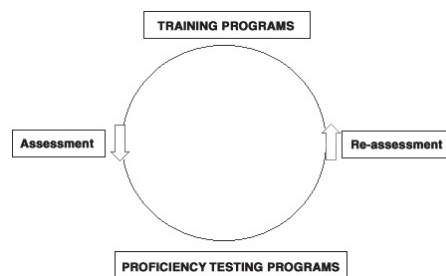 TRAINING PROGRAMS
Assessment
Re-assessment
PROFICIENCY TESTING PROGRAMS